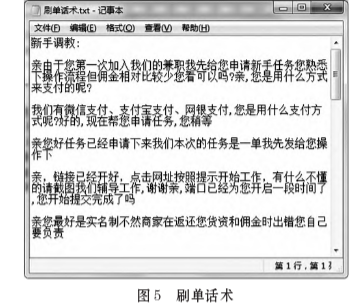 刷单话术.txt - 记事本
文件(F) 编辑(E) 格式(O) 查看(V) 帮助(H)
新手调教:
亲由于您第一次加入我们的兼职我先给您申请新手任务您熟悉
下操作流程但佣金相对比较少您看可以吗?亲,您是用什么方式
来支付的呢?
我们有微信支付、支付宝支付、网银支付,您是用什么支付方
式呢?好的,现在帮您申请任务,您稍等
亲您好任务已经申请下来我们本次的任务是一单我先发给您操
作下
亲,链接已经开好,点击网址按照提示开始工作,有什么不懂
的请截图我们辅导工作,谢谢亲,端口已经为您开启一段时间了
,您开始提交完成了吗
亲您最好是实名制不然商家在返还您货资和佣金时出错您自己
要负责
第 1 行，第 1 列
图 5 刷单话术